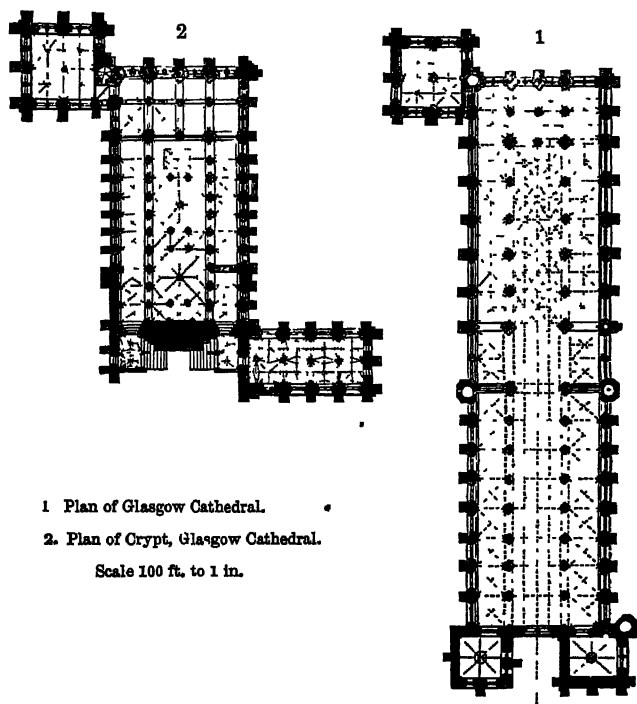 2
1
1 Plan of Glasgow Cathedral.
2. Plan of Crypt, Glasgow Cathedral.
Scale 100 ft. to 1 in.